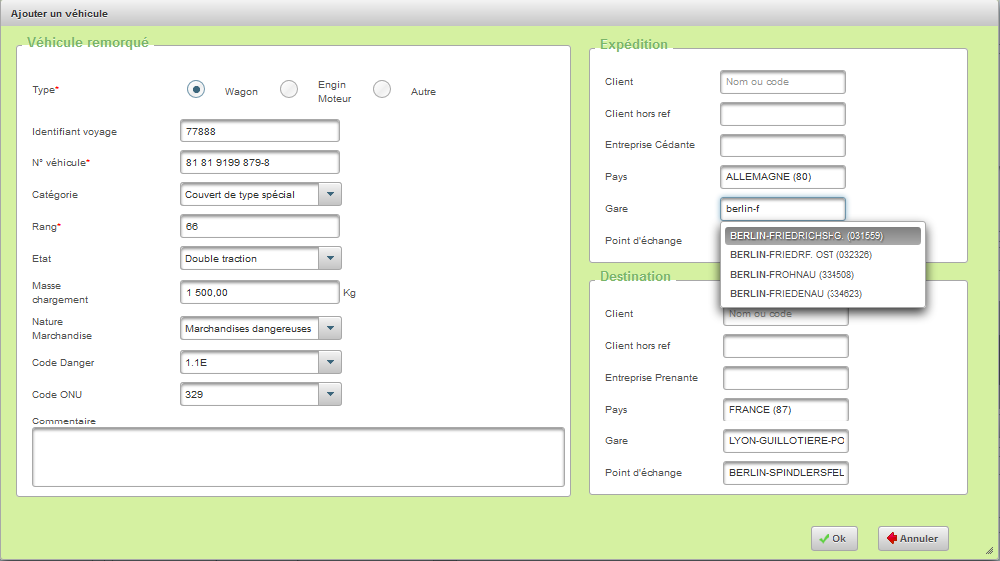 Ajouter un véhicule
Véhicule remorqué
Type*
Wagon
Engin
Moteur
Autre
Identifiant voyage
77888
N° véhicule*
81 81 9199 879-8
Catégorie
Couvert de type spécial
Rang*
66
Etat
Double traction
Masse
chargement
1 500,00
Kg
Nature
Marchandise
Marchandises dangereuses
Code Danger
1.1E
Code ONU
329
Commentaire
Expédition
Client
Nom ou code
Client hors ref
Entreprise Cédante
Pays
ALLEMAGNE (80)
Gare
berlin-f
BERLIN-FRIEDRICHSHG. (031559)
BERLIN-FRIEDRF. OST (032326)
BERLIN-FROHNAU (334508)
BERLIN-FRIEDENAU (334623)
Point d'échange
Destination
Client
Nom ou code
Client hors ref
Entreprise Prenante
Pays
FRANCE (87)
Gare
LYON-GUILLOTIERE-PO
Point d'échange
BERLIN-SPINDLERSFEL
Ok
Annuler